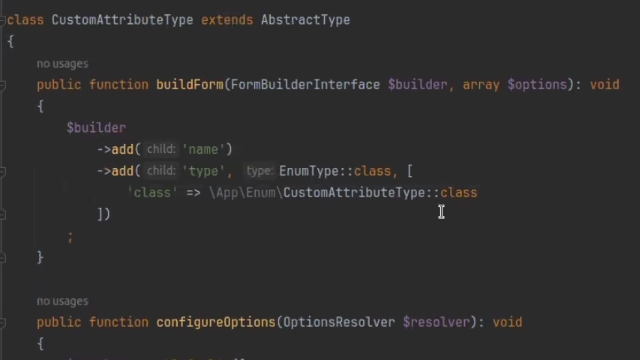 class CustomAttributeType extends AbstractType
{
no usages
public function buildForm(FormBuilderInterface $builder, array $options): void
{
$builder
->add( child: 'name')
->add( child: 'type', type: EnumType::class, [
'class' => \App\Enum\CustomAttributeType::class
])
;
}
no usages
public function configureOptions(OptionsResolver $resolver): void
{